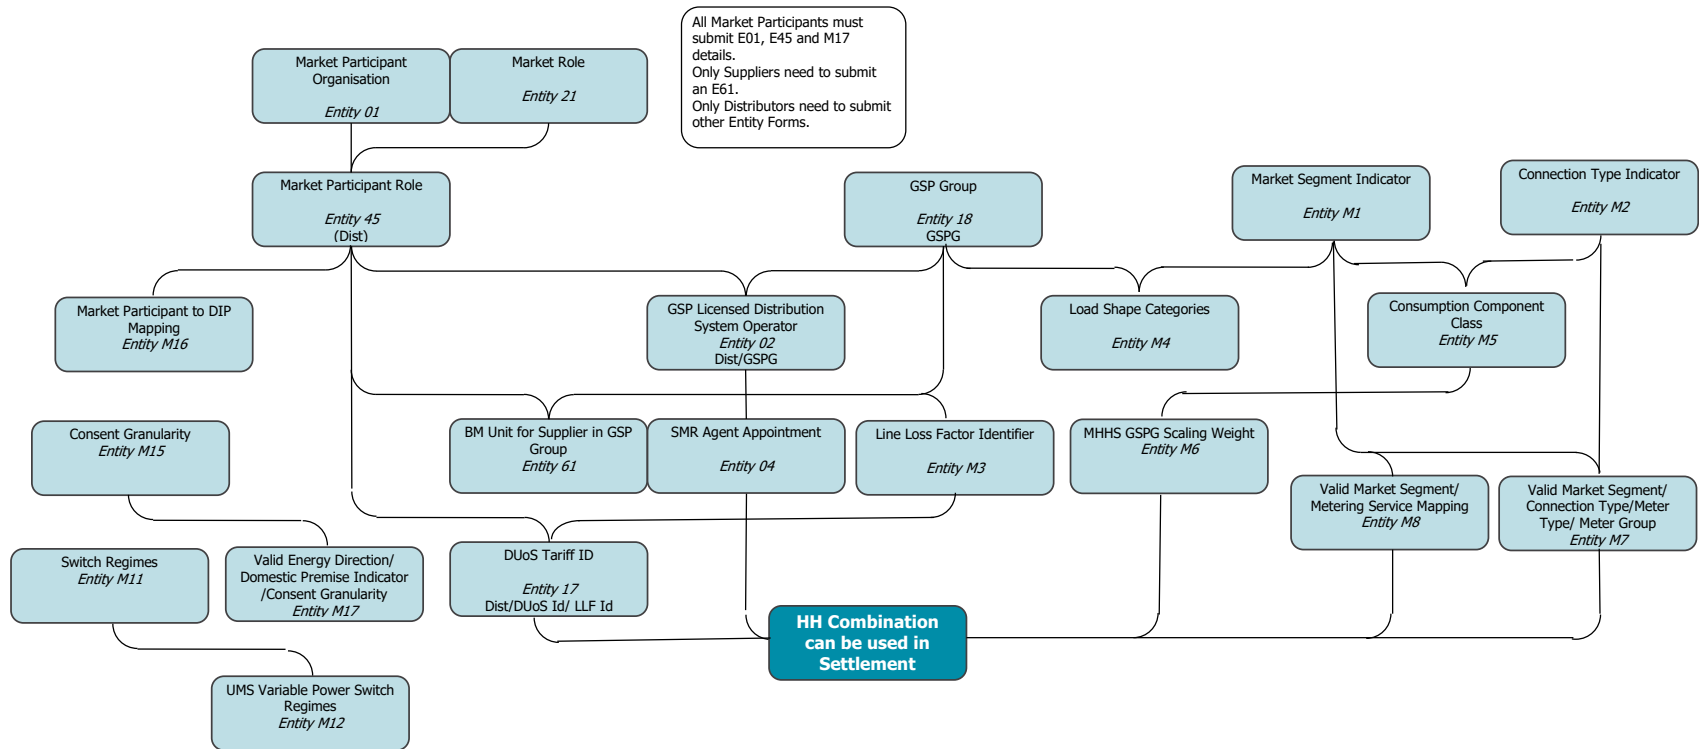 All Market Participants must
submit E01, E45 and M17
details.
Only Suppliers need to submit
an E61.
Only Distributors need to submit
other Entity Forms.
Market Participant
Organisation
Entity 01
Market Role
Entity 21
Market Participant Role
Entity 45
(Dist)
GSP Group
Entity 18
GSPG
Market Segment Indicator
Entity M1
Connection Type Indicator
Entity M2
Market Participant to DIP
Mapping
Entity M16
GSP Licensed Distribution
System Operator
Entity 02
Dist/GSPG
Load Shape Categories
Entity M4
Consumption Component
Class
Entity M5
Consent Granularity
Entity M15
BM Unit for Supplier in GSP
Group
Entity 61
SMR Agent Appointment
Entity 04
Line Loss Factor Identifier
Entity M3
MHHS GSPG Scaling Weight
Entity M6
Valid Market Segment/
Metering Service Mapping
Entity M8
Valid Market Segment/
Connection Type/Meter
Type/ Meter Group
Entity M7
Switch Regimes
Entity M11
Valid Energy Direction/
Domestic Premise Indicator
/Consent Granularity
Entity M17
DUoS Tariff ID
Entity 17
Dist/DUoS Id/ LLF Id
HH Combination
can be used in
Settlement
UMS Variable Power Switch
Regimes
Entity M12